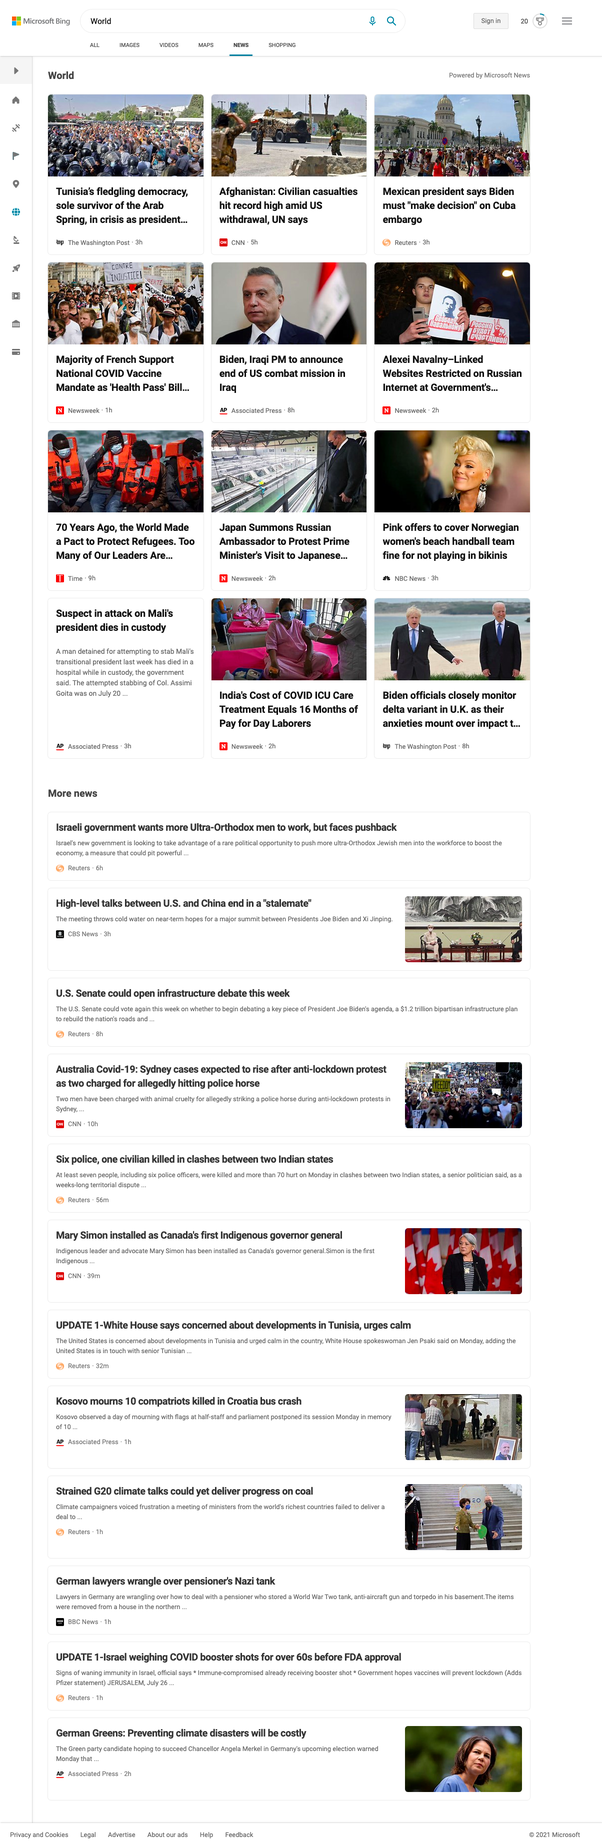 Microsoft Bing
World
Sign in
20
ALL IMAGES VIDEOS MAPS NEWS SHOPPING
World
Powered by Microsoft News
Tunisia's fledgling democracy,
sole survivor of the Arab
Spring, in crisis as president...
The Washington Post · 3h
Afghanistan: Civilian casualties
hit record high amid US
withdrawal, UN says
CNN · 5h
Mexican president says Biden
must "make decision" on Cuba
embargo
Reuters · 3h
CONTRE
L'INJUSTICE!
Majority of French Support
National COVID Vaccine
Mandate as 'Health Pass' Bill...
Newsweek · 1h
Biden, Iraqi PM to announce
end of US combat mission in
Iraq
AP Associated Press · 8h
Alexei Navalny–Linked
Websites Restricted on Russian
Internet at Government's...
Newsweek · 2h
70 Years Ago, the World Made
a Pact to Protect Refugees. Too
Many of Our Leaders Are...
Time · 9h
Japan Summons Russian
Ambassador to Protest Prime
Minister's Visit to Japanese...
Newsweek · 2h
Pink offers to cover Norwegian
women's beach handball team
fine for not playing in bikinis
NBC News · 3h
Suspect in attack on Mali's
president dies in custody
A man detained for attempting to stab Mali's
transitional president last week has died in a
hospital while in custody, the government
said. The attempted stabbing of Col. Assimi
Goita was on July 20 ...
AP Associated Press · 3h
India's Cost of COVID ICU Care
Treatment Equals 16 Months of
Pay for Day Laborers
Newsweek · 2h
Biden officials closely monitor
delta variant in U.K. as their
anxieties mount over impact t...
The Washington Post · 8h
More news
Israeli government wants more Ultra-Orthodox men to work, but faces pushback
Israel's new government is looking to take advantage of a rare political opportunity to push more ultra-Orthodox Jewish men into the workforce to boost the
economy, a measure that could pit powerful ...
Reuters · 6h
High-level talks between U.S. and China end in a "stalemate"
The meeting throws cold water on near-term hopes for a major summit between Presidents Joe Biden and Xi Jinping.
CBS News · 3h
U.S. Senate could open infrastructure debate this week
The U.S. Senate could vote again this week on whether to begin debating a key piece of President Joe Biden's agenda, a $1.2 trillion bipartisan infrastructure plan
to rebuild the nation's roads and ...
Reuters · 8h
Australia Covid-19: Sydney cases expected to rise after anti-lockdown protest
as two charged for allegedly hitting police horse
Two men have been charged with animal cruelty for allegedly striking a police horse during anti-lockdown protests in
Sydney, ...
CNN · 10h
Six police, one civilian killed in clashes between two Indian states
At least seven people, including six police officers, were killed and more than 70 hurt on Monday in clashes between two Indian states, a senior politician said, as a
weeks-long territorial dispute ...
Reuters · 56m
Mary Simon installed as Canada's first Indigenous governor general
Indigenous leader and advocate Mary Simon has been installed as Canada's governor general.Simon is the first
Indigenous ...
CNN · 39m
UPDATE 1-White House says concerned about developments in Tunisia, urges calm
The United States is concerned about developments in Tunisia and urged calm in the country, White House spokeswoman Jen Psaki said on Monday, adding the
United States is in touch with senior Tunisian ...
Reuters · 32m
Kosovo mourns 10 compatriots killed in Croatia bus crash
Kosovo observed a day of mourning with flags at half-staff and parliament postponed its session Monday in memory
of 10 ...
AP Associated Press · 1h
Strained G20 climate talks could yet deliver progress on coal
Climate campaigners voiced frustration a meeting of ministers from the world's richest countries failed to deliver a
deal to ...
Reuters · 1h
German lawyers wrangle over pensioner's Nazi tank
Lawyers in Germany are wrangling over how to deal with a pensioner who stored a World War Two tank, anti-aircraft gun and torpedo in his basement.The items
were removed from a house in the northern ...
BBC News · 1h
UPDATE 1-Israel weighing COVID booster shots for over 60s before FDA approval
Signs of waning immunity in Israel, official says * Immune-compromised already receiving booster shot * Government hopes vaccines will prevent lockdown (Adds
Pfizer statement) JERUSALEM, July 26 ...
Reuters · 1h
German Greens: Preventing climate disasters will be costly
The Green party candidate hoping to succeed Chancellor Angela Merkel in Germany's upcoming election warned
Monday that ...
AP Associated Press · 2h
Privacy and Cookies Legal Advertise About our ads Help Feedback
© 2021 Microsoft